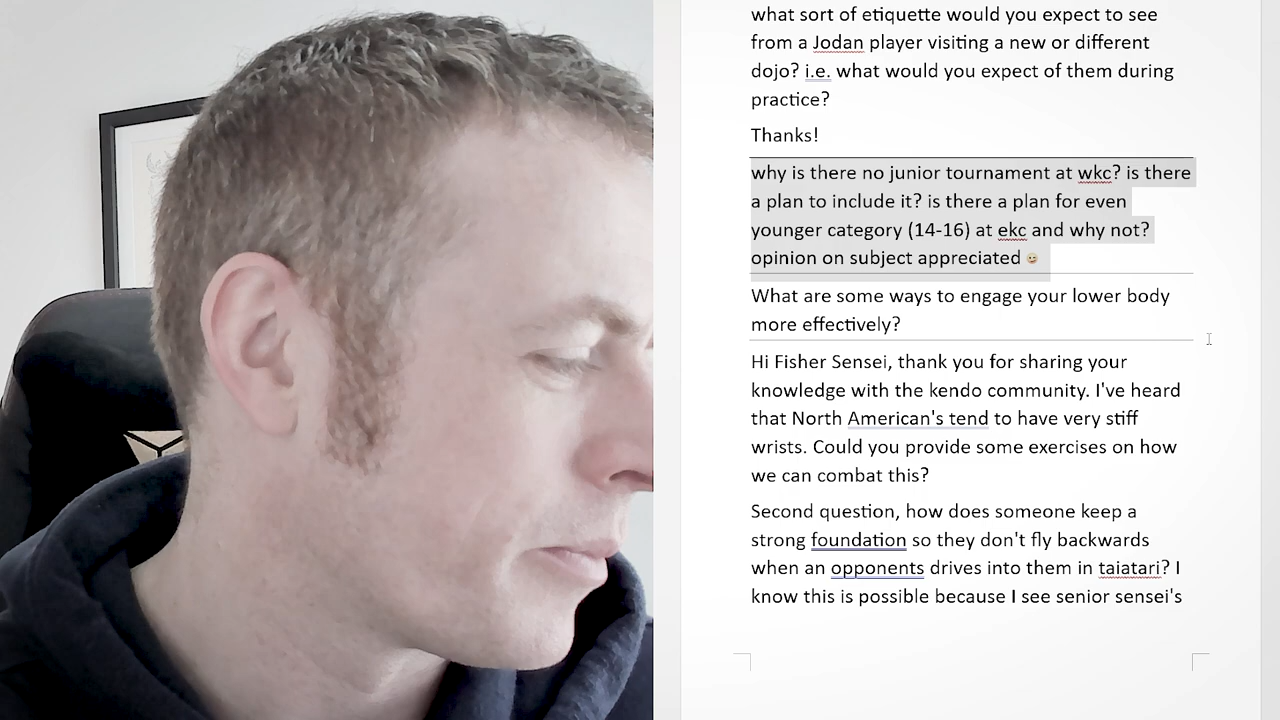 what sort of etiquette would you expect to see
from a Jodan player visiting a new or different
dojo? i.e. what would you expect of them during
practice?
Thanks!
why is there no junior tournament at wkc? is there
a plan to include it? is there a plan for even
younger category (14-16) at ekc and why not?
opinion on subject appreciated 😀
What are some ways to engage your lower body
more effectively?
Hi Fisher Sensei, thank you for sharing your
knowledge with the kendo community. I've heard
that North American's tend to have very stiff
wrists. Could you provide some exercises on how
we can combat this?
Second question, how does someone keep a
strong foundation so they don't fly backwards
when an opponents drives into them in taiatari? I
know this is possible because I see senior sensei's